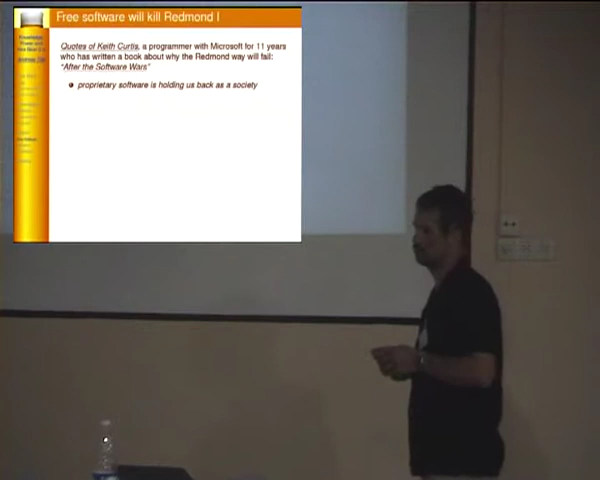 Free software will kill Redmond I
Quotes of Keith Curtis, a programmer with Microsoft for 11 years
who has written a book about why the Redmond way will fail:
“After the Software Wars”
proprietary software is holding us back as a society